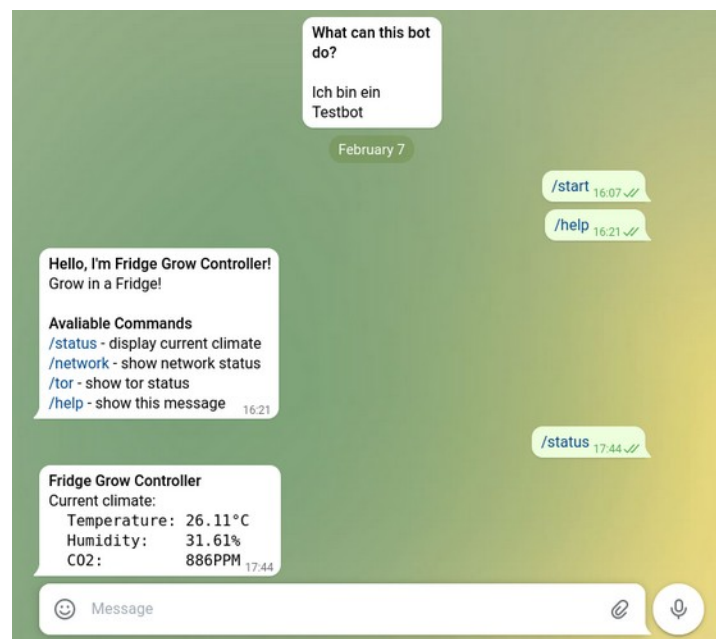 What can this bot
do?
Ich bin ein
Testbot
February 7
/start 16:07
/help 16:21
Hello, I'm Fridge Grow Controller!
Grow in a Fridge!
Avaliable Commands
/status - display current climate
/network - show network status
/tor - show tor status
/help - show this message 16:21
/status 17:44
Fridge Grow Controller
Current climate:
Temperature: 26.11°C
Humidity: 31.61%
CO2: 886PPM 17:44
Message